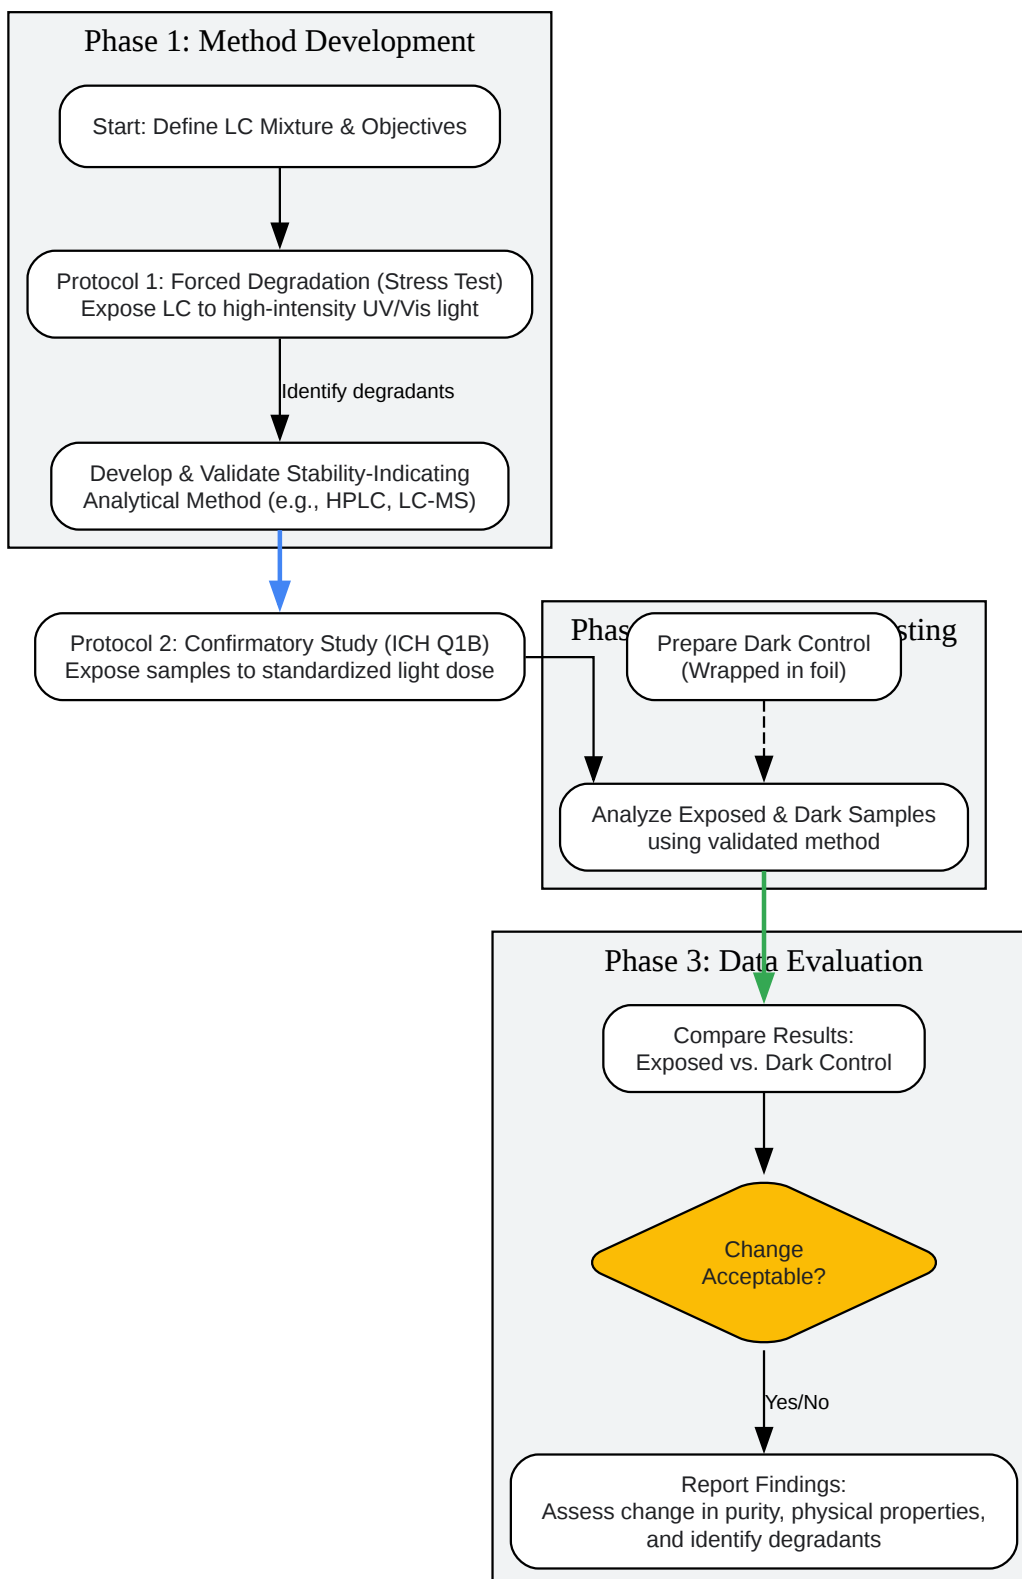 Phase 1: Method Development
Start: Define LC Mixture & Objectives
Protocol 1: Forced Degradation (Stress Test)
Expose LC to high-intensity UV/Vis light
Identify degradants
Develop & Validate Stability-Indicating
Analytical Method (e.g., HPLC, LC-MS)
Protocol 2: Confirmatory Study (ICH Q1B)
Expose samples to standardized light dose
Prepare Dark Control
(Wrapped in foil)
Analyze Exposed & Dark Samples
using validated method
Phase 3: Data Evaluation
Compare Results:
Exposed vs. Dark Control
Change
Acceptable?
Yes/No
Report Findings:
Assess change in purity, physical properties,
and identify degradants